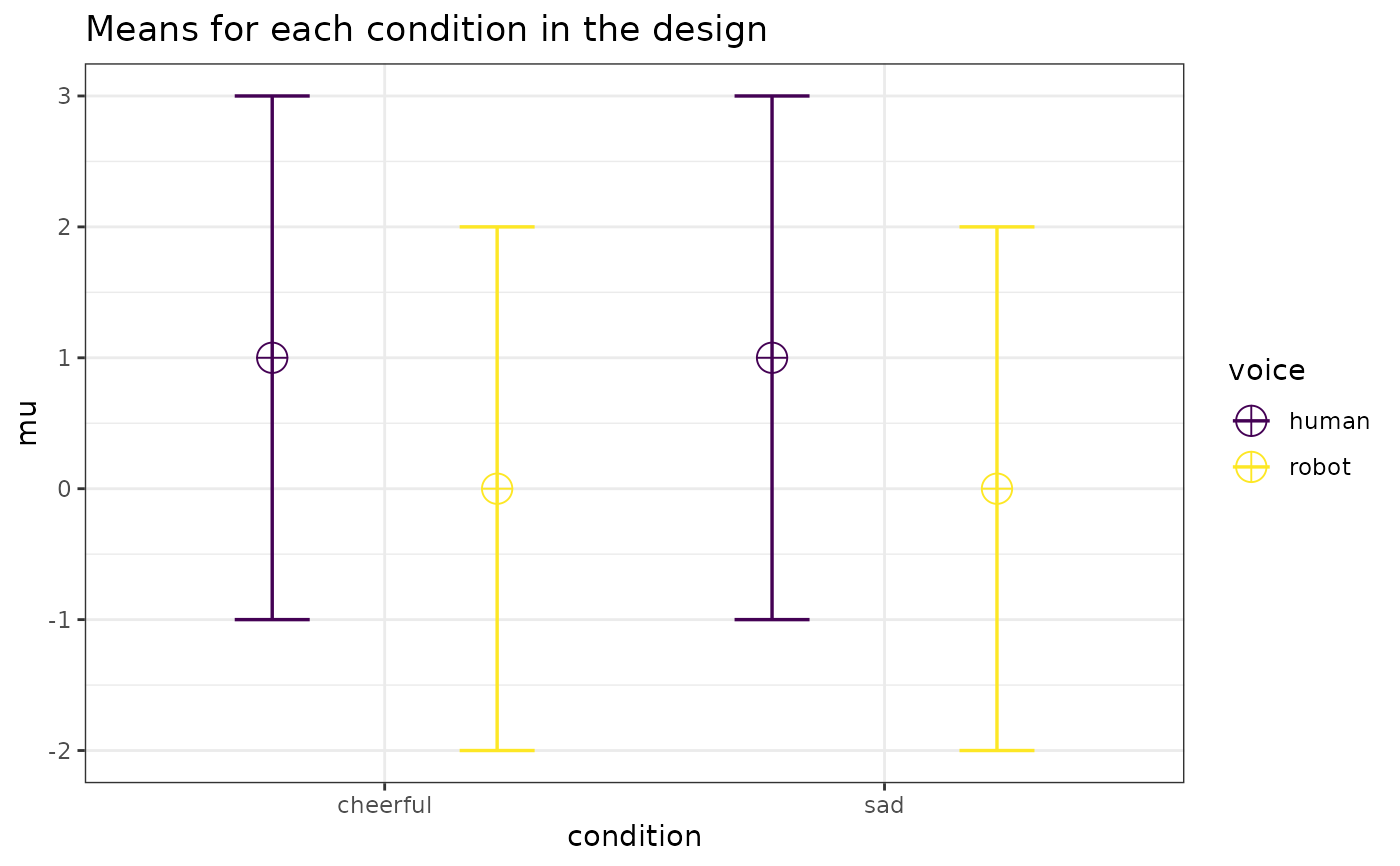 Means for each condition in the design
3
2
1
0
-1
-2
mu
cheerful
sad
condition
voice
human
robot